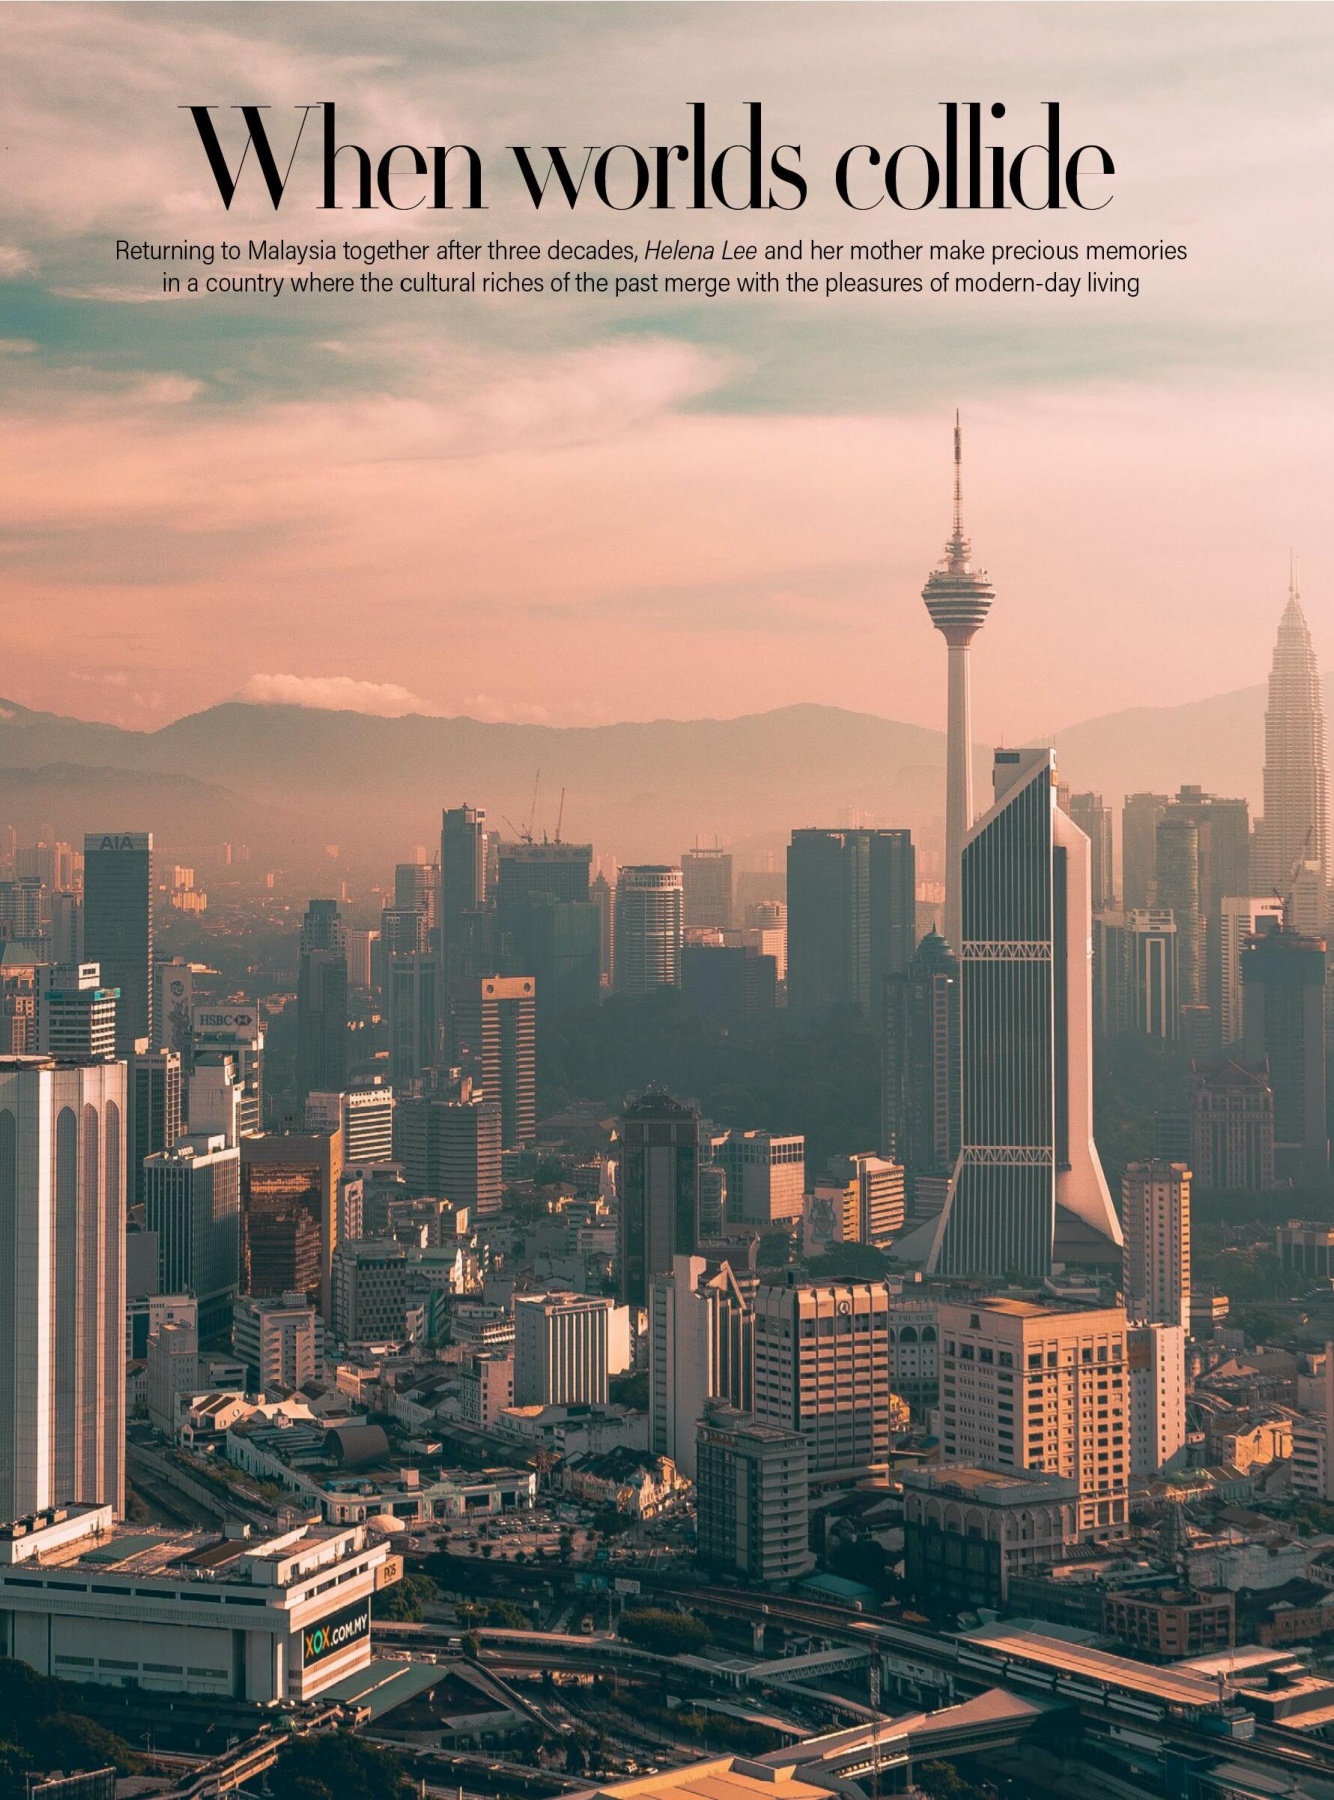 When worlds collide
Returning to Malaysia together after three decades, Helena Lee and her mother make precious memories
in a country where the cultural riches of the past merge with the pleasures of modern-day living
AIA
HSBC
XOX.COM.MY